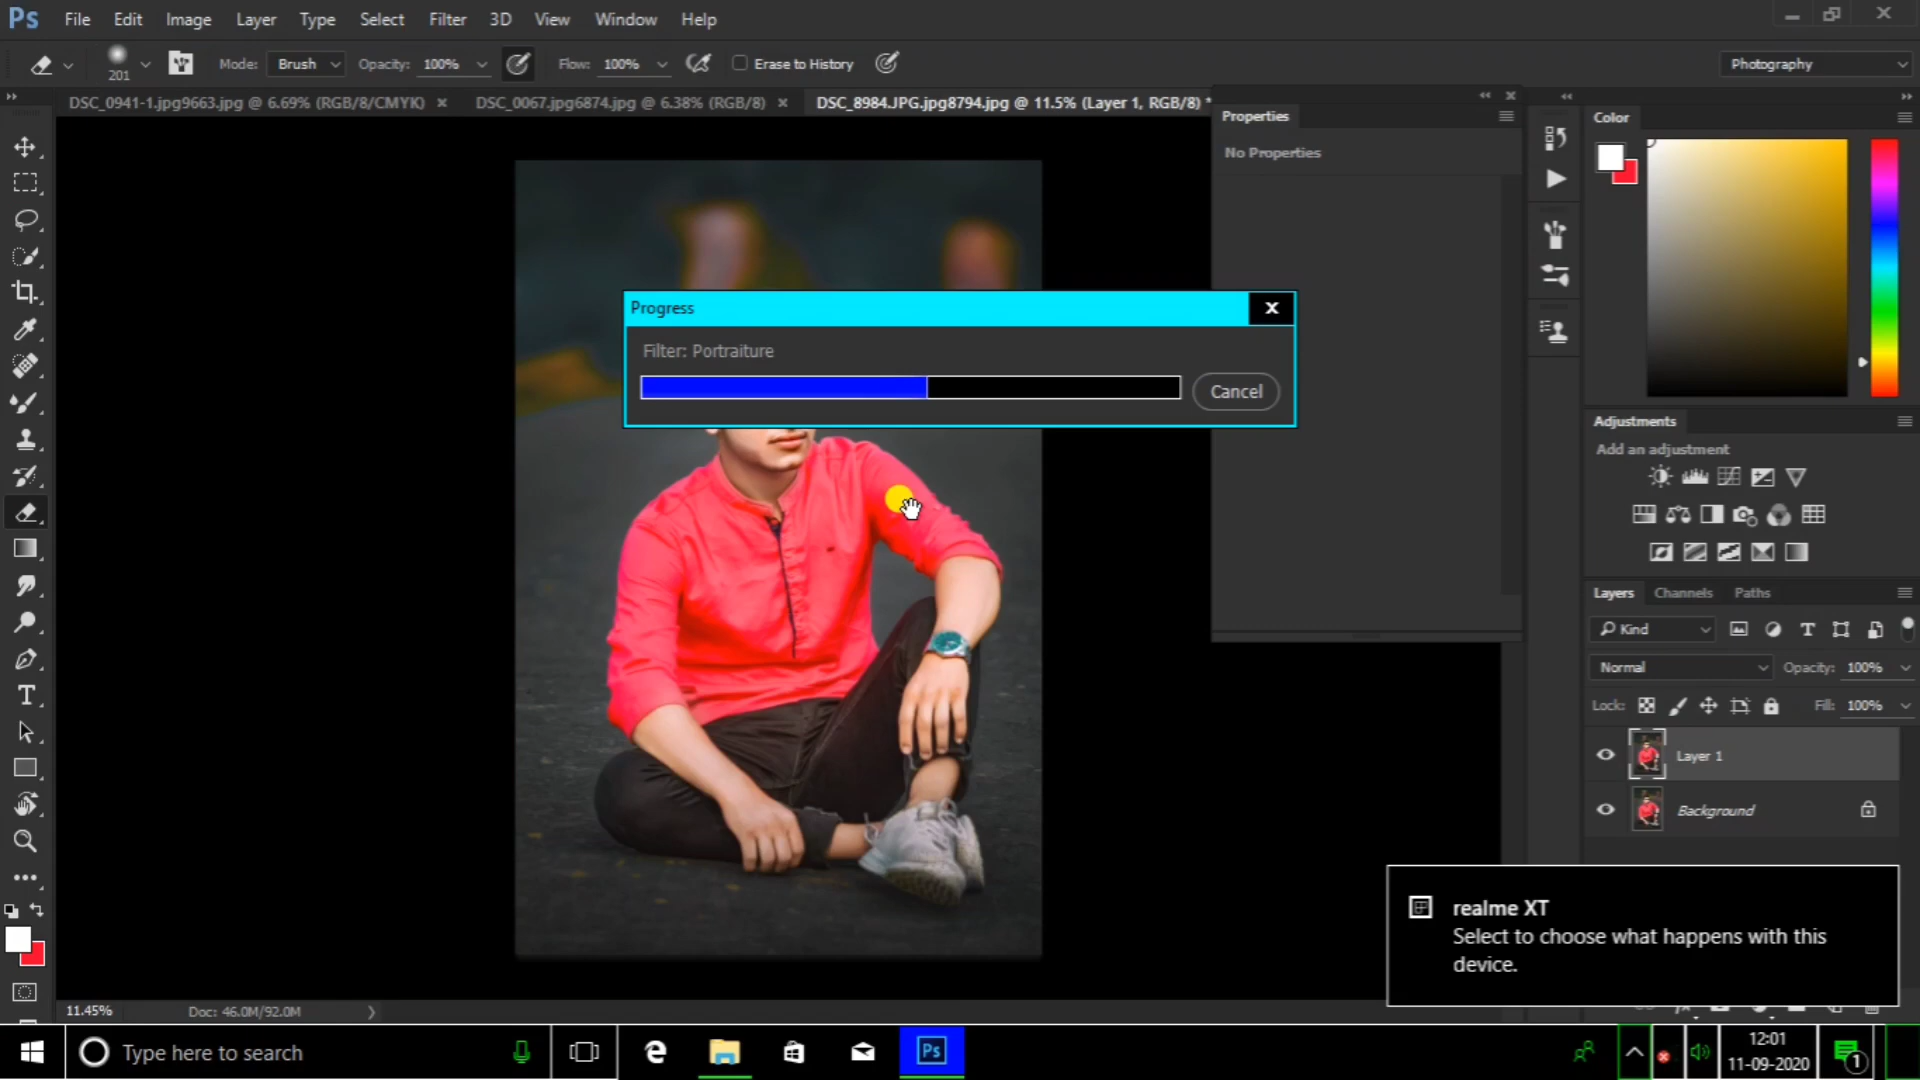 Ps File Edit Image Layer Type Select Filter 3D View Window Help
201 Mode: Brush Opacity: 100% Flow: 100% Erase to History Photography
DSC_0941-1.jpg9663.jpg @ 6.69% (RGB/8/CMYK) × DSC_0067.jpg6874.jpg @ 6.38% (RGB/8) × DSC_8984.JPG.jpg8794.jpg @ 11.5% (Layer 1, RGB/8) *
Properties
No Properties
Color
Progress
Filter: Portraiture
Cancel
Adjustments
Add an adjustment
Layers Channels Paths
Kind
Normal Opacity: 100%
Lock: Fill: 100%
Layer 1
Background
realme XT
Select to choose what happens with this
device.
11.45% Doc: 46.0M/92.0M
Type here to search
Ps
12:01
11-09-2020
1